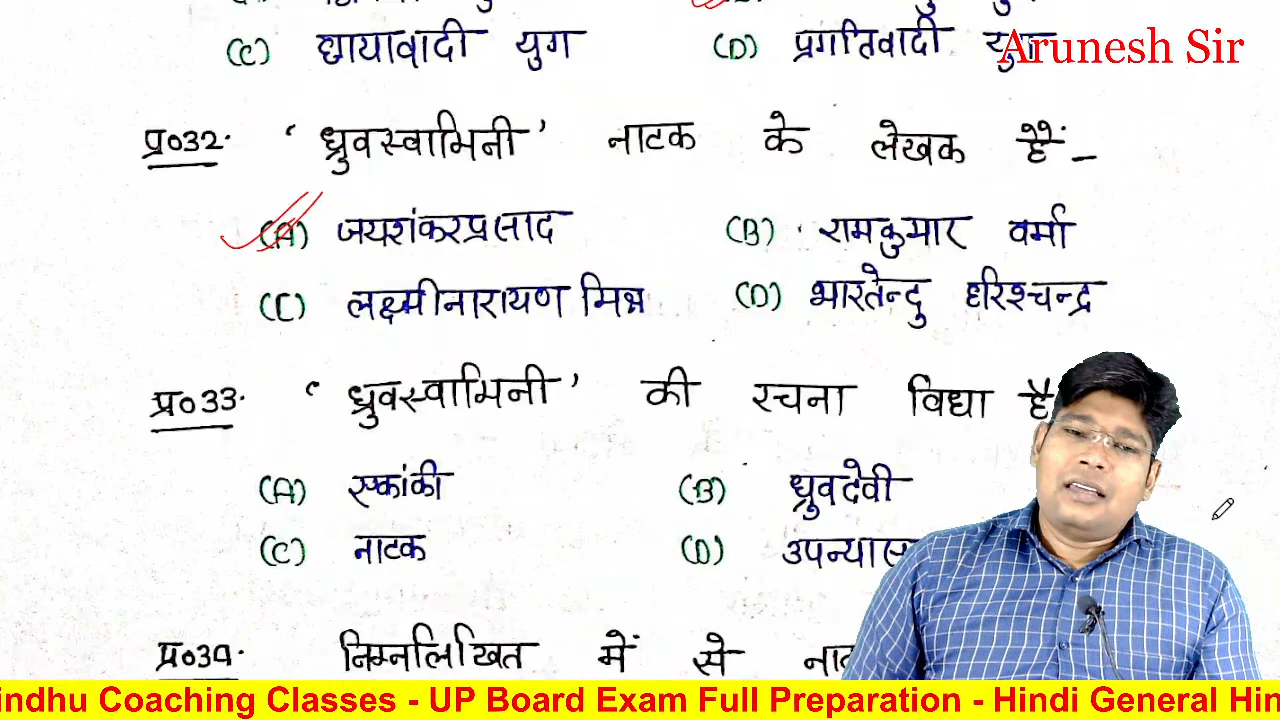 (C) छायावादी युग (D) प्रगतिवादी युग
Arunesh Sir
प्र०32. ' ध्रुवस्वामिनी ' नाटक के लेखक हैं -
(A) जयशंकरप्रसाद (B) रामकुमार वर्मा
(C) लक्ष्मीनारायण मिश्र (D) भारतेन्दु हरिश्चन्द्र
प्र०33. ' ध्रुवस्वामिनी ' की रचना विधा है
(A) एकांकी (B) ध्रुवदेवी
(C) नाटक (D) उपन्यास
प्र०34. निम्नलिखित में से
indhu Coaching Classes - UP Board Exam Full Preparation - Hindi General Hin